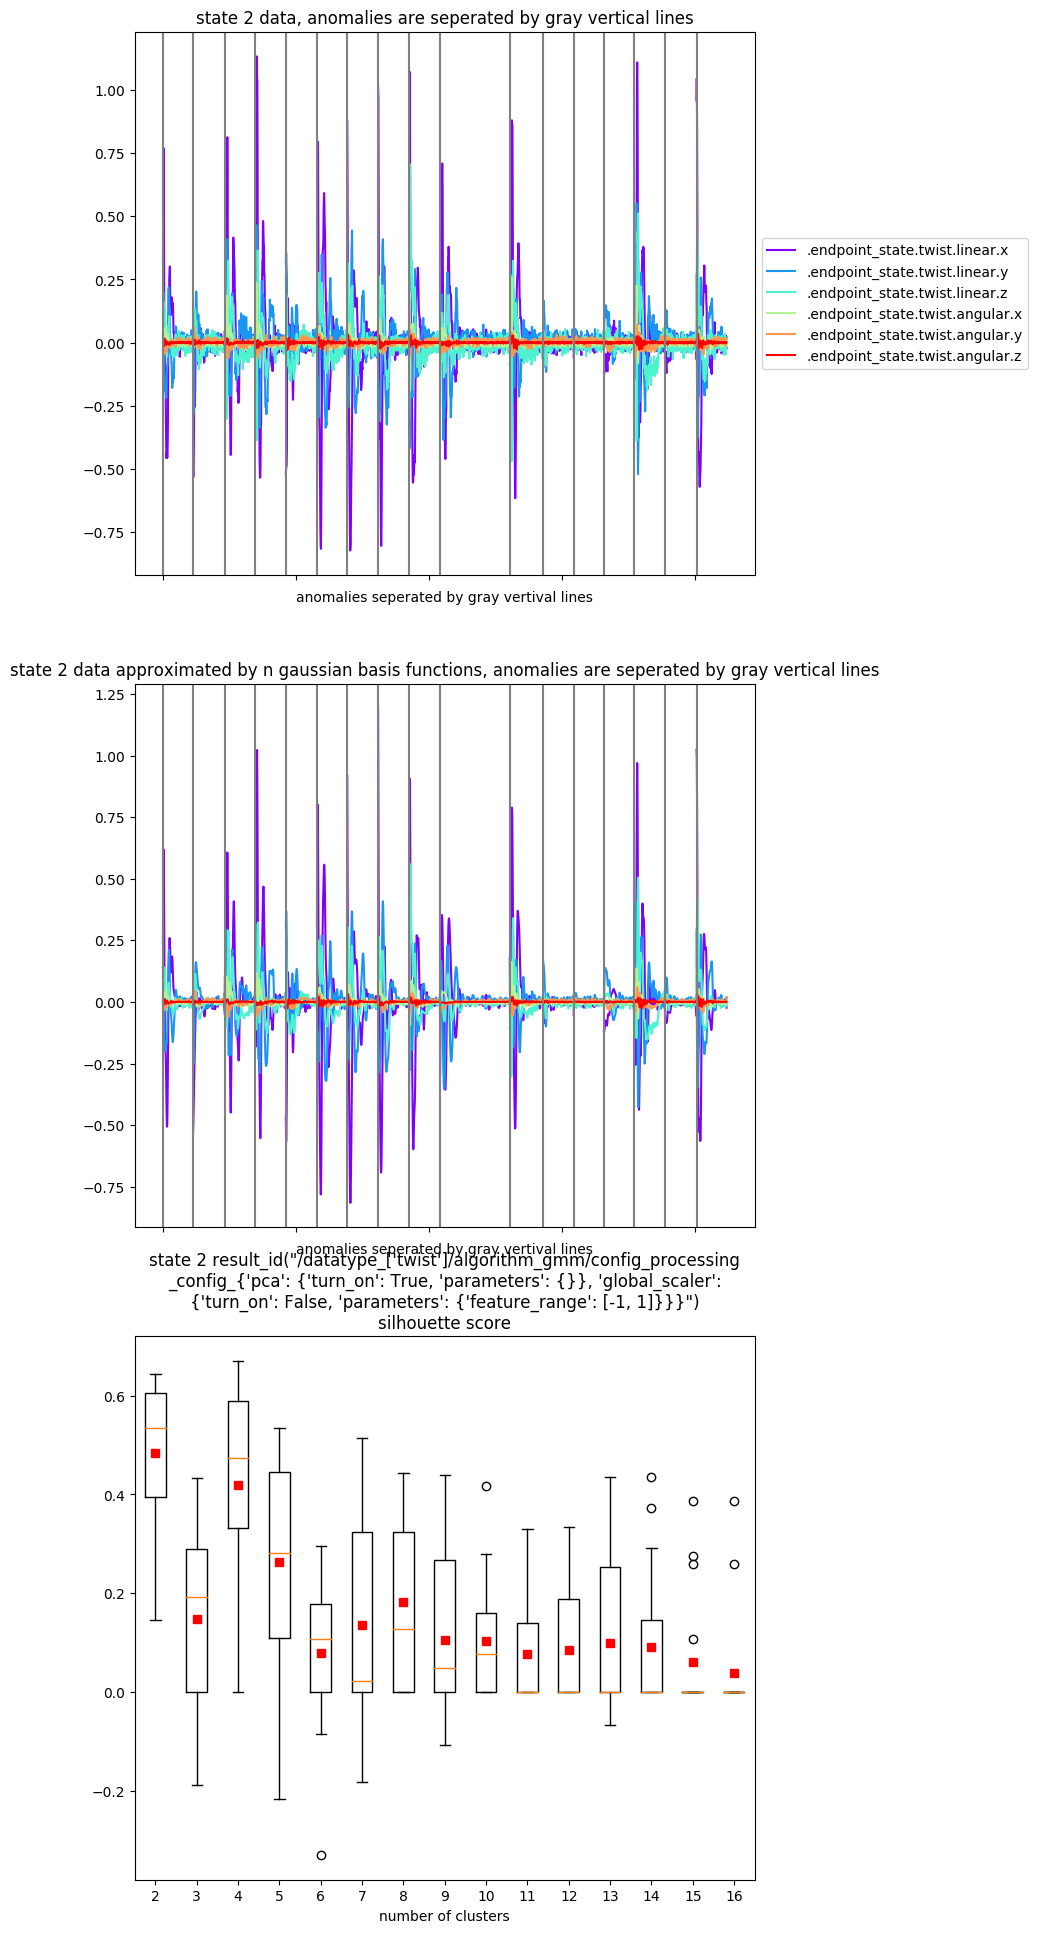 state 2 data, anomalies are seperated by gray vertical lines
1.00
0.75
0.50
0.25
0.00
−0.25
−0.50
−0.75
.endpoint_state.twist.linear.x
.endpoint_state.twist.linear.y
.endpoint_state.twist.linear.z
.endpoint_state.twist.angular.x
.endpoint_state.twist.angular.y
.endpoint_state.twist.angular.z
anomalies seperated by gray vertival lines
state 2 data approximated by n gaussian basis functions, anomalies are seperated by gray vertical lines
1.25
1.00
0.75
0.50
0.25
0.00
−0.25
−0.50
−0.75
anomalies seperated by gray vertival lines
state 2 result_id("/datatype_['twist']/algorithm_gmm/config_processing
_config_{'pca': {'turn_on': True, 'parameters': {}}, 'global_scaler':
{'turn_on': False, 'parameters': {'feature_range': [-1, 1]}}}")
silhouette score
0.6
0.4
0.2
0.0
−0.2
2 3 4 5 6 7 8 9 10 11 12 13 14 15 16
number of clusters